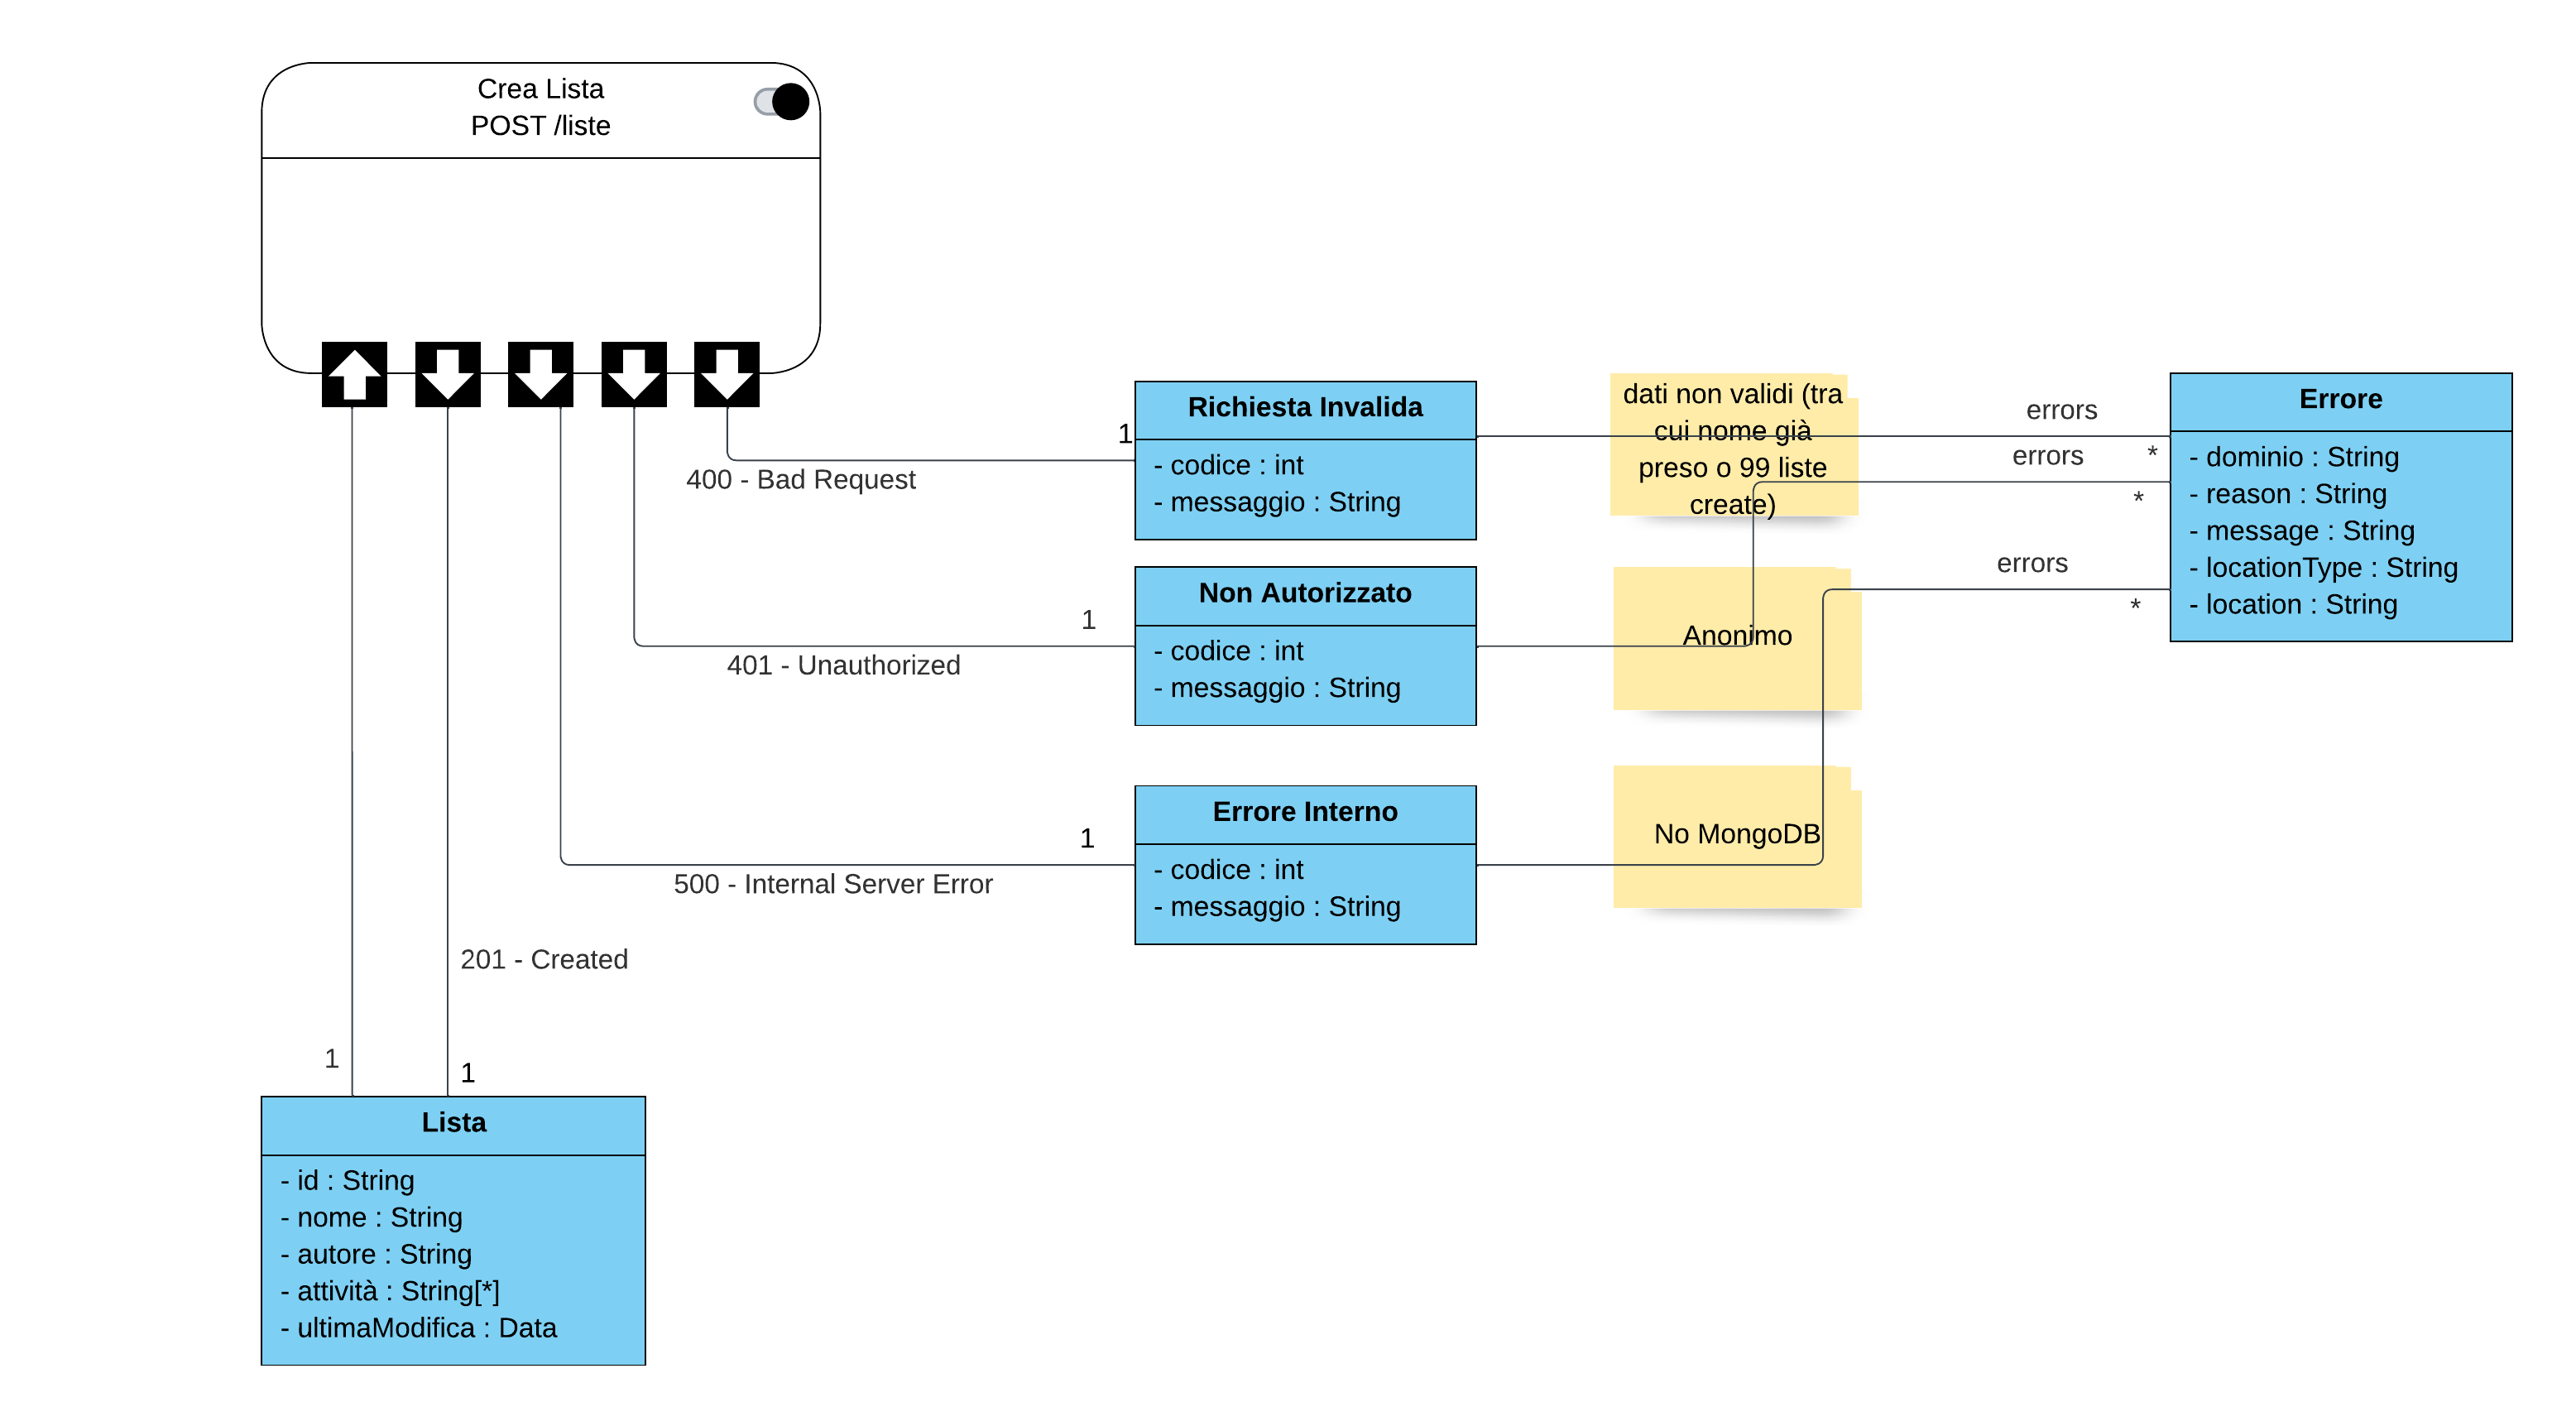 Crea Lista
POST /liste
400 - Bad Request
1
Richiesta Invalida
- codice : int
- messaggio : String
dati non validi (tra
cui nome già
preso o 99 liste
create)
errors
*
errors
*
errors
*
Errore
- dominio : String
- reason : String
- message : String
- locationType : String
- location : String
401 - Unauthorized
1
Non Autorizzato
- codice : int
- messaggio : String
Anonimo
500 - Internal Server Error
1
Errore Interno
- codice : int
- messaggio : String
No MongoDB
201 - Created
1
1
Lista
- id : String
- nome : String
- autore : String
- attività : String[*]
- ultimaModifica : Data